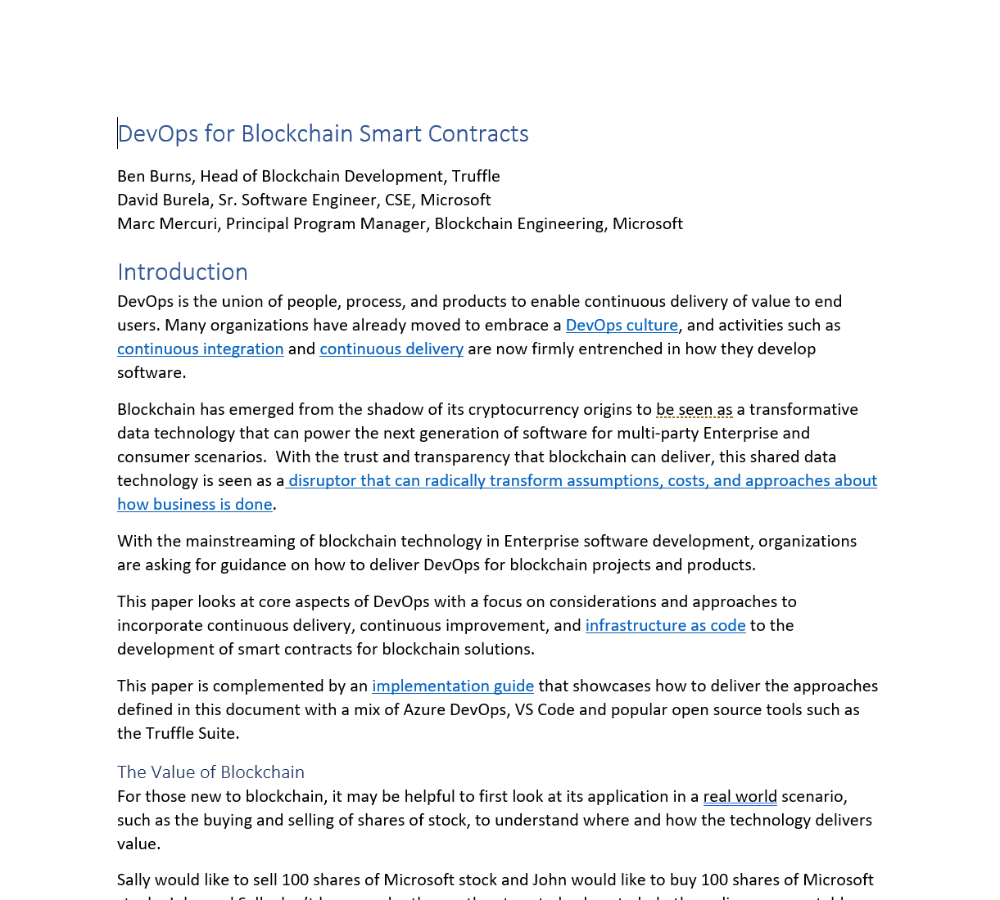 DevOps for Blockchain Smart Contracts
Ben Burns, Head of Blockchain Development, Truffle
David Burela, Sr. Software Engineer, CSE, Microsoft
Marc Mercuri, Principal Program Manager, Blockchain Engineering, Microsoft
Introduction
DevOps is the union of people, process, and products to enable continuous delivery of value to end
users. Many organizations have already moved to embrace a DevOps culture, and activities such as
continuous integration and continuous delivery are now firmly entrenched in how they develop
software.
Blockchain has emerged from the shadow of its cryptocurrency origins to be seen as a transformative
data technology that can power the next generation of software for multi-party Enterprise and
consumer scenarios.  With the trust and transparency that blockchain can deliver, this shared data
technology is seen as a disruptor that can radically transform assumptions, costs, and approaches about
how business is done.
With the mainstreaming of blockchain technology in Enterprise software development, organizations
are asking for guidance on how to deliver DevOps for blockchain projects and products.
This paper looks at core aspects of DevOps with a focus on considerations and approaches to
incorporate continuous delivery, continuous improvement, and infrastructure as code to the
development of smart contracts for blockchain solutions.
This paper is complemented by an implementation guide that showcases how to deliver the approaches
defined in this document with a mix of Azure DevOps, VS Code and popular open source tools such as
the Truffle Suite.
The Value of Blockchain
For those new to blockchain, it may be helpful to first look at its application in a real world scenario,
such as the buying and selling of shares of stock, to understand where and how the technology delivers
value.
Sally would like to sell 100 shares of Microsoft stock and John would like to buy 100 shares of Microsoft